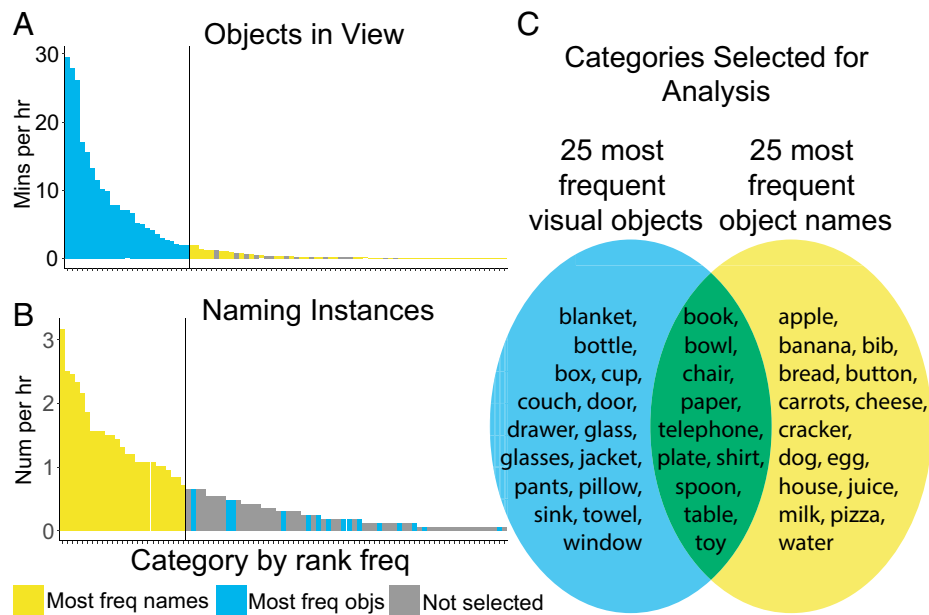 A
Objects in View
30
20
10
0
Mins per hr
B
Naming Instances
3
2
1
0
Num per hr
Category by rank freq
Most freq names
Most freq objs
Not selected
C
Categories Selected for
Analysis
25 most
frequent
visual objects
25 most
frequent
object names
blanket,
bottle,
box, cup,
couch, door,
drawer, glass,
glasses, jacket,
pants, pillow,
sink, towel,
window
book,
bowl,
chair,
paper,
telephone,
plate, shirt,
spoon,
table,
toy
apple,
banana, bib,
bread, button,
carrots, cheese,
cracker,
dog, egg,
house, juice,
milk, pizza,
water